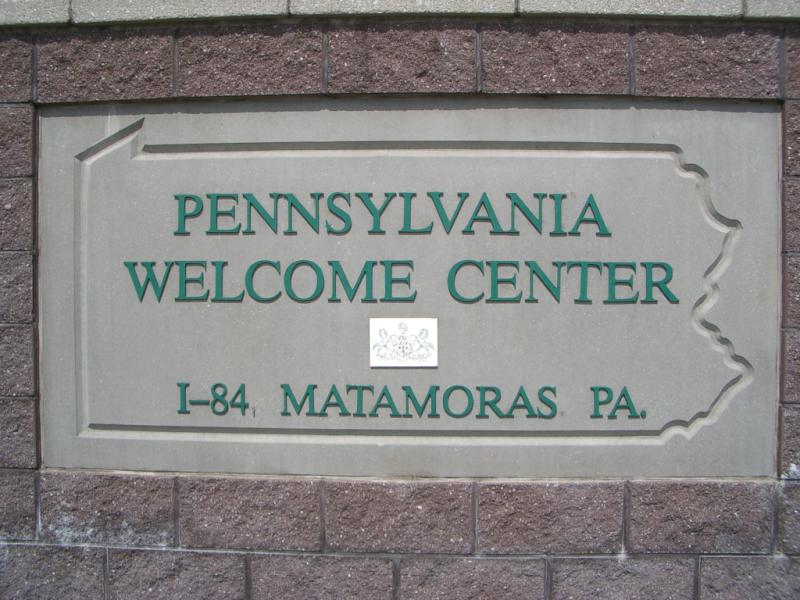 PENNSYLVANIA
WELCOME CENTER
I-84, MATAMORAS, PA.